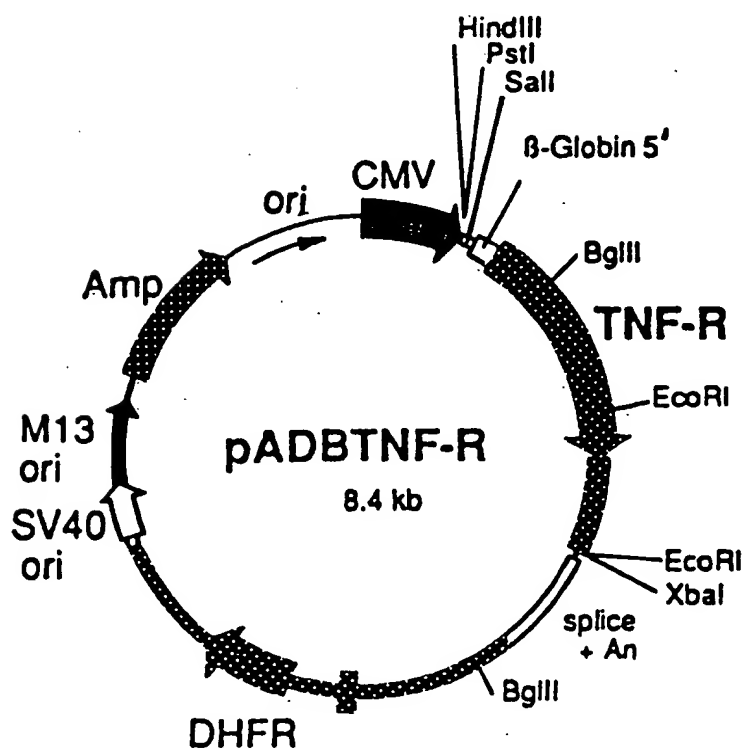 HindIII
PstI
SalI
ß-Globin 5'
CMV
ori
BglII
Amp
TNF-R
EcoRI
M13
ori
pADBTNF-R
8.4 kb
SV40
ori
EcoRI
XbaI
splice
+ An
BglII
DHFR